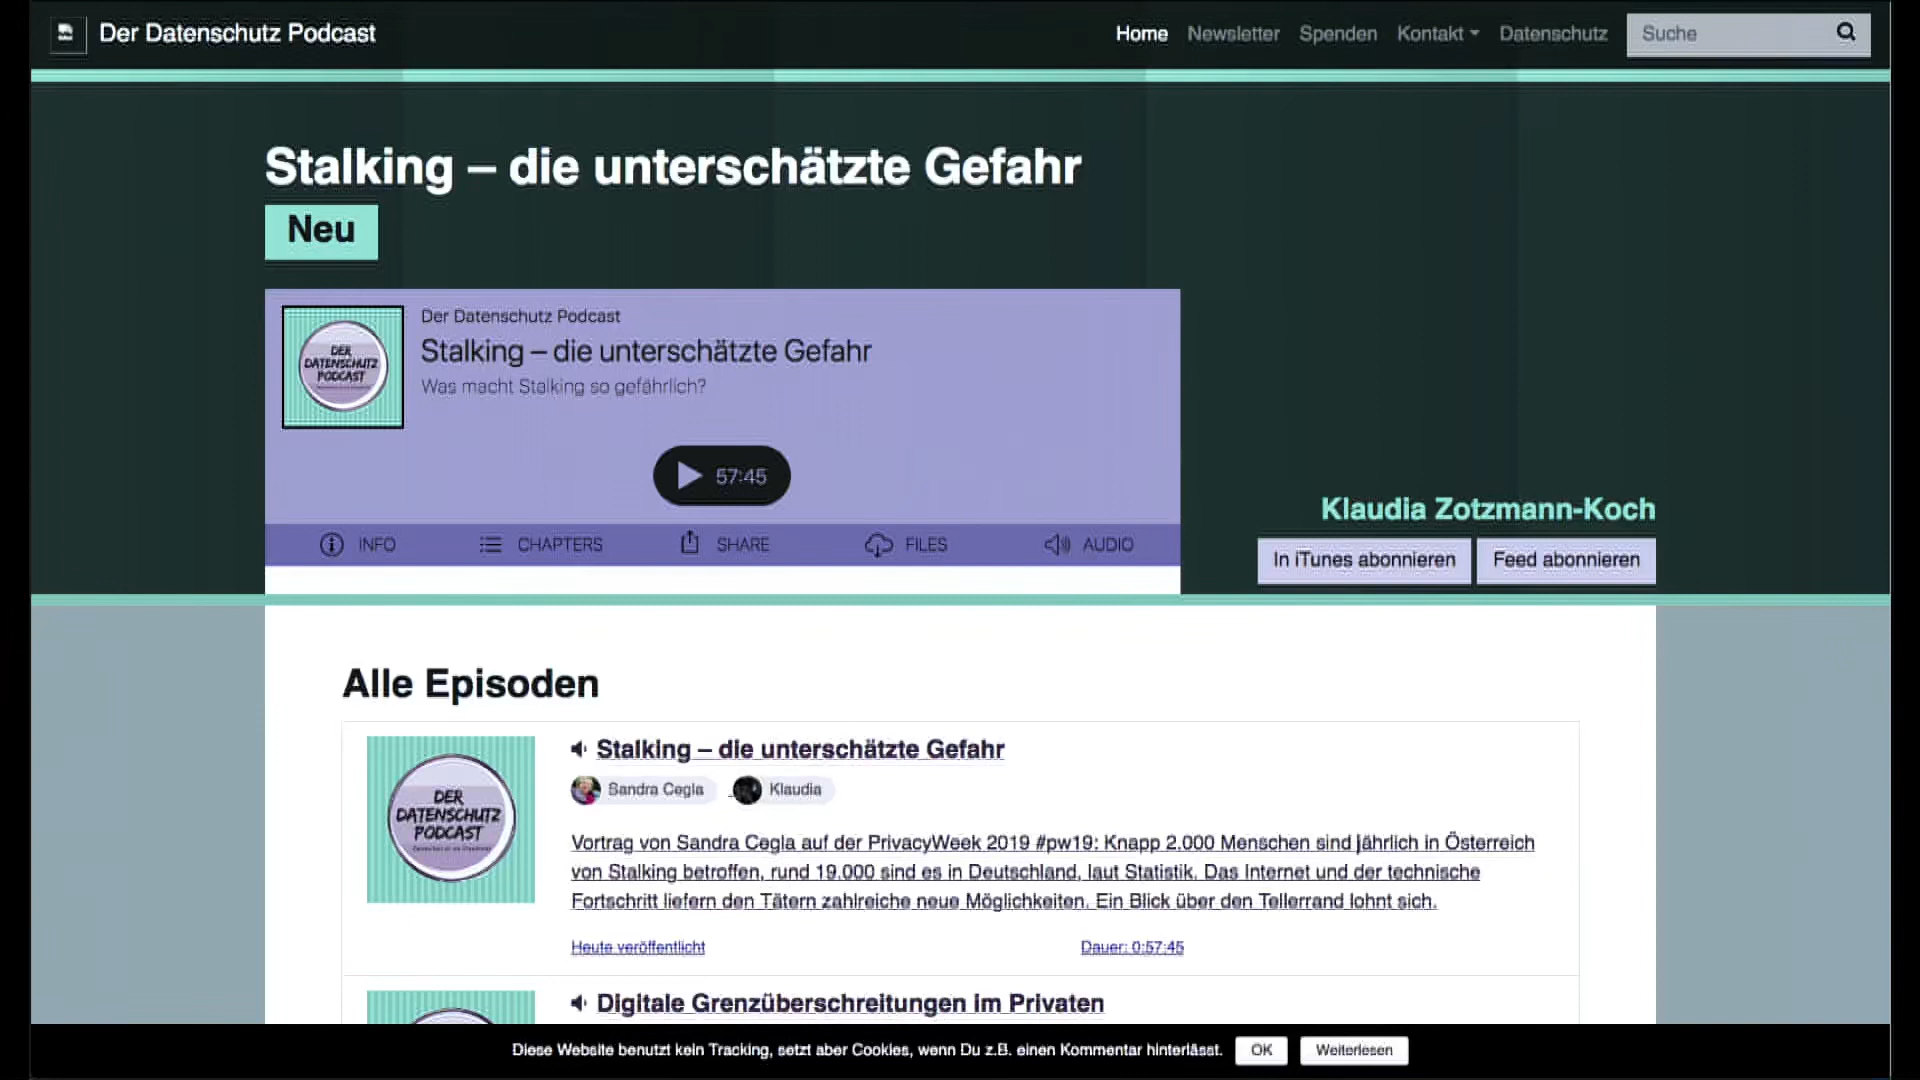 Der Datenschutz Podcast
Home Newsletter Spenden Kontakt Datenschutz Suche
Stalking – die unterschätzte Gefahr
Neu
Der Datenschutz Podcast
Stalking – die unterschätzte Gefahr
Was macht Stalking so gefährlich?
DER
DATENSCHUTZ
PODCAST
57:45
INFO CHAPTERS SHARE FILES AUDIO
Klaudia Zotzmann-Koch
In iTunes abonnieren Feed abonnieren
Alle Episoden
DER
DATENSCHUTZ
PODCAST
Stalking – die unterschätzte Gefahr
Sandra Cegla Klaudia
Vortrag von Sandra Cegla auf der PrivacyWeek 2019 #pw19: Knapp 2.000 Menschen sind jährlich in Österreich
von Stalking betroffen, rund 19.000 sind es in Deutschland, laut Statistik. Das Internet und der technische
Fortschritt liefern den Tätern zahlreiche neue Möglichkeiten. Ein Blick über den Tellerrand lohnt sich.
Heute veröffentlicht Dauer: 0:57:45
Digitale Grenzüberschreitungen im Privaten
Diese Website benutzt kein Tracking, setzt aber Cookies, wenn Du z.B. einen Kommentar hinterlässt. OK Weiterlesen